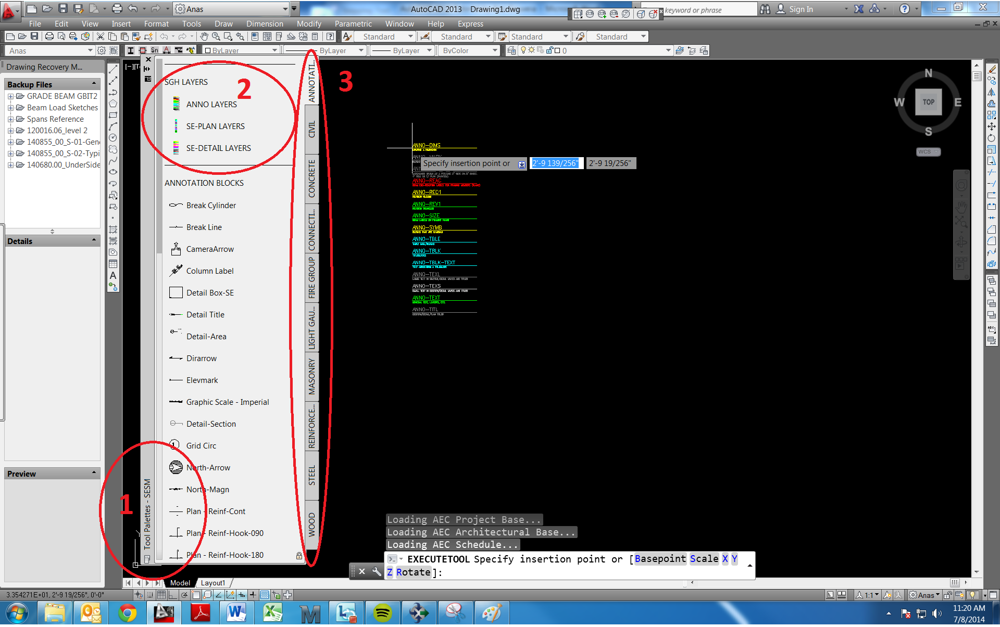 Anas
AutoCAD 2013 Drawing1.dwg
keyword or phrase
Sign In
File Edit View Insert Format Tools Draw Dimension Modify Parametric Window Help Express
Standard Standard Standard Standard
Anas
ByLayer ByLayer ByLayer ByColor 0
Drawing Recovery M...
Backup Files
GRADE BEAM GBIT2
Beam Load Sketches
Spans Reference
120016.06_level 2
140855_00_S-01-Gen
140855_00_S-02-Typi
140680.00_UnderSide
Details
Preview
SGH LAYERS
ANNO LAYERS
SE-PLAN LAYERS
SE-DETAIL LAYERS
ANNOTATION BLOCKS
Break Cylinder
Break Line
CameraArrow
Column Label
Detail Box-SE
Detail Title
Detail-Area
Dirarrow
Elevmark
Graphic Scale - Imperial
Detail-Section
Grid Circ
North-Arrow
North-Magn
Plan - Reinf-Cont
Plan - Reinf-Hook-090
Plan - Reinf-Hook-180
Tool Palettes - SESM
1
2
3
ANNOTATI...
CIVIL
CONCRETE
CONNECTI...
FIRE GROUP
LIGHT GAU...
MASONRY
REINFORCE...
STEEL
WOOD
ANNO-DIMS
Specify insertion point or 2'-9 139/256" 2'-9 19/256"
ANNO-REAC
ANNO-REC1
ANNO-REV1
ANNO-SIZE
ANNO-SYMB
ANNO-TBLE
ANNO-TBLK
ANNO-TBLK-TEXT
ANNO-TEXL
ANNO-TEXS
ANNO-TEXT
ANNO-TITL
N
W TOP E
S
WCS
Loading AEC Project Base...
Loading AEC Architectural Base...
Loading AEC Schedule...
EXECUTETOOL Specify insertion point or [Basepoint Scale X Y
Z Rotate]:
Model Layout1
3.354271E+01, 2'-9 19/256", 0'-0"
1:1 Anas
11:20 AM
7/8/2014